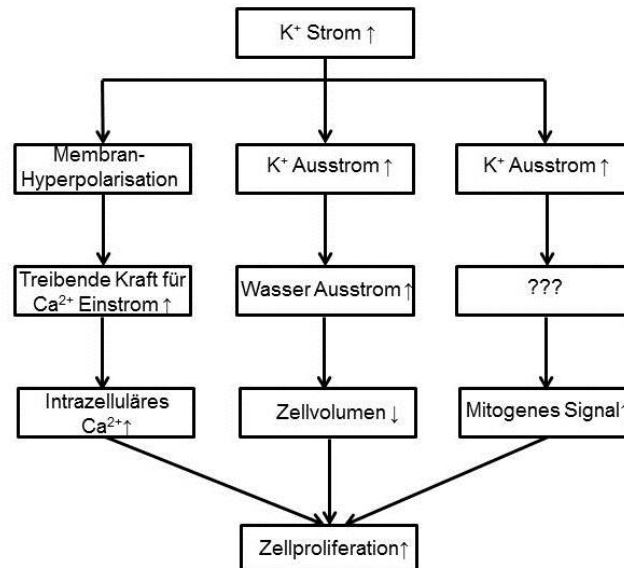 K⁺ Strom ↑
Membran-
Hyperpolarisation
K⁺ Ausstrom ↑
K⁺ Ausstrom ↑
Treibende Kraft für
Ca²⁺ Einstrom ↑
Wasser Ausstrom ↑
???
Intrazelluläres
Ca²⁺↑
Zellvolumen ↓
Mitogenes Signal↑
Zellproliferation↑